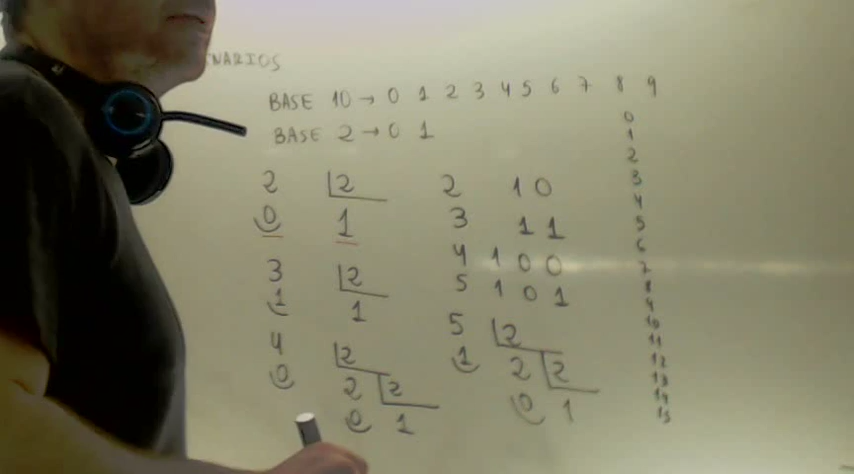 NARIOS
BASE 10 → 0 1 2 3 4 5 6 7 8 9
BASE 2 → 0 1
2 2
0 1
3 2
1 1
4 2
0 2 2
0 1
2 1 0
3 1 1
4 1 0 0
5 1 0 1
5 2
1 2 2
0 1
0
1
2
3
4
5
6
7
8
9
10
11
12
13
14
15